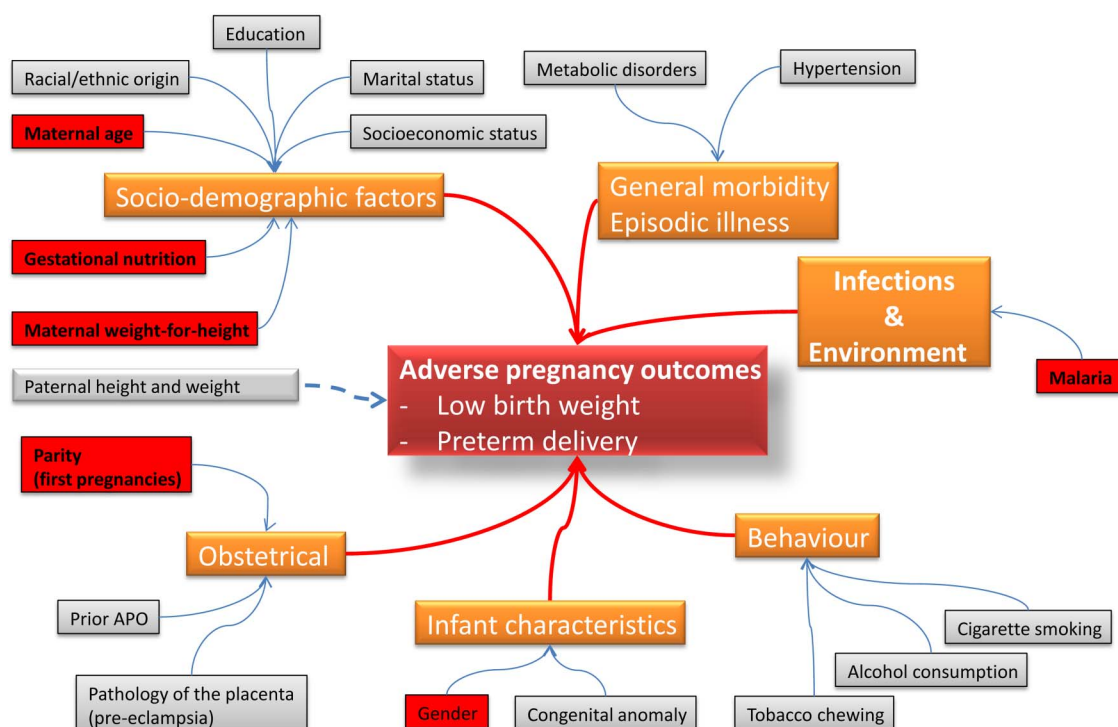 Education
Racial/ethnic origin
Marital status
Metabolic disorders
Hypertension
Maternal age
Socioeconomic status
Socio-demographic factors
General morbidity
Episodic illness
Gestational nutrition
Infections
&
Environment
Maternal weight-for-height
Adverse pregnancy outcomes
- Low birth weight
- Preterm delivery
Paternal height and weight
Malaria
Parity
(first pregnancies)
Obstetrical
Behaviour
Prior APO
Infant characteristics
Cigarette smoking
Alcohol consumption
Pathology of the placenta
(pre-eclampsia)
Gender
Congenital anomaly
Tobacco chewing